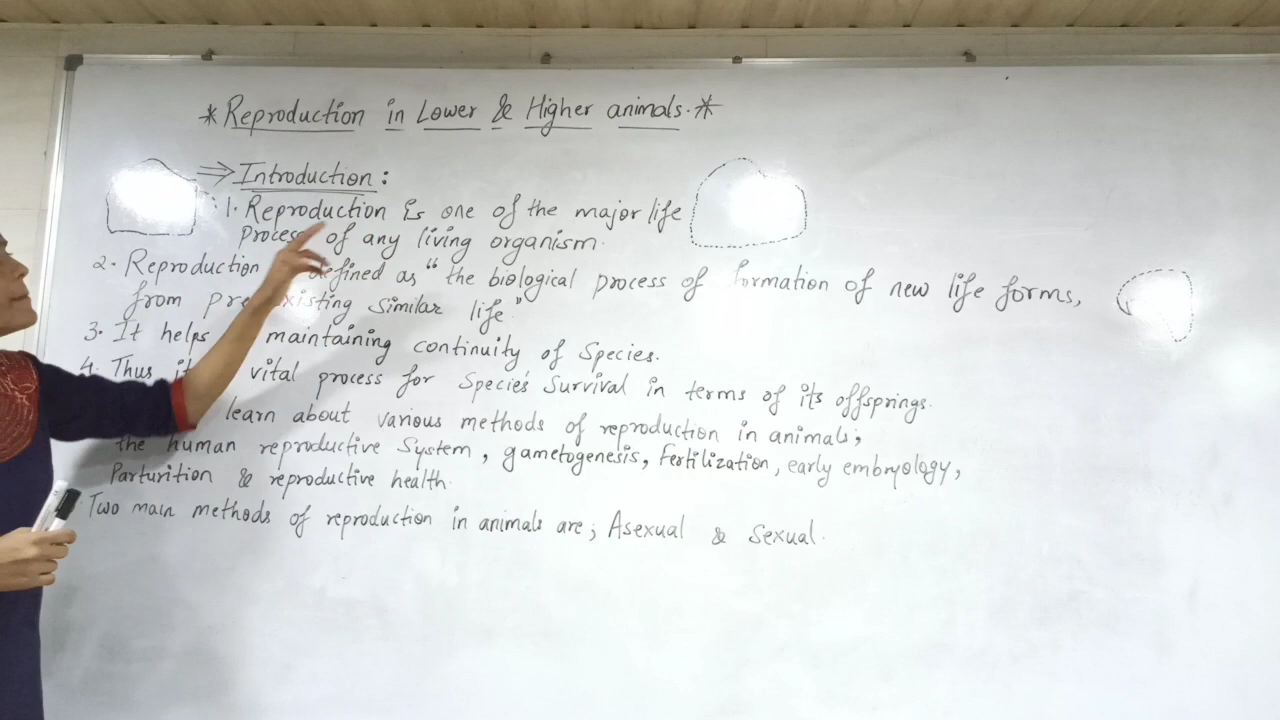 *Reproduction in Lower & Higher animals.*
⇒ Introduction:
1. Reproduction is one of the major life
process of any living organism.
2. Reproduction defined as "the biological process of formation of new life forms,
from pre existing similar life"
3. It helps maintaining continuity of Species.
4. Thus it vital process for Specie's Survival in terms of its offsprings.
learn about various methods of reproduction in animals;
the human reproductive System, gametogenesis, Fertilization, early embryology,
Parturition & reproductive health.
Two main methods of reproduction in animals are; Asexual & Sexual.